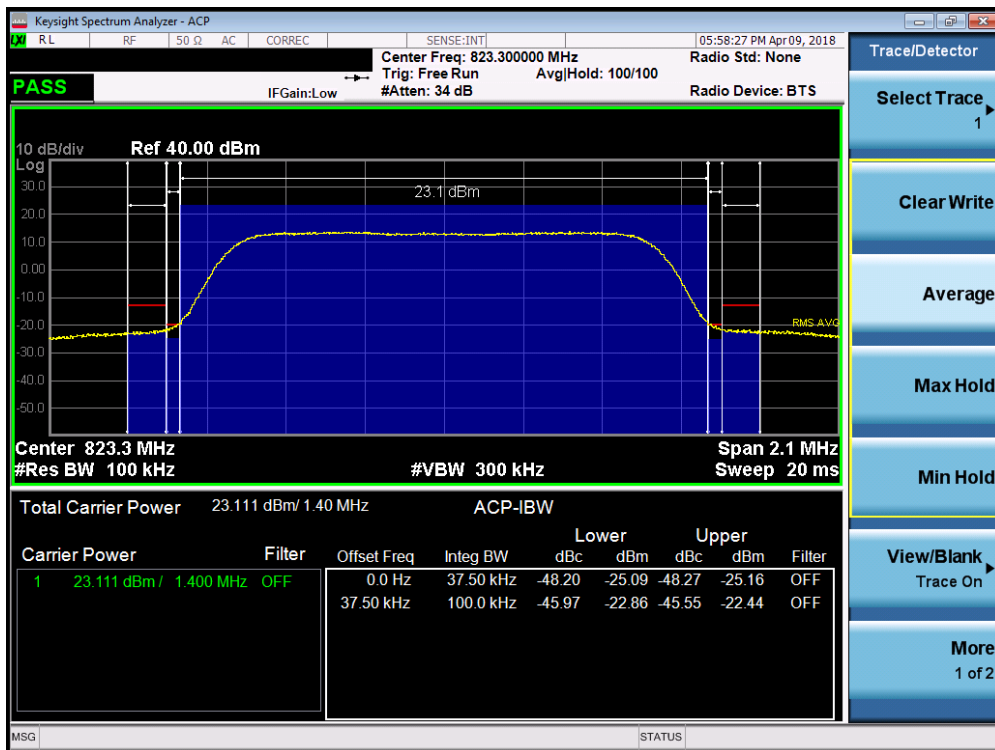 Keysight Spectrum Analyzer - ACP
LXI RL RF 50 Ω AC CORREC SENSE:INT 05:58:27 PM Apr 09, 2018
Center Freq: 823.300000 MHz Radio Std: None
Trig: Free Run Avg|Hold: 100/100
PASS IFGain:Low #Atten: 34 dB Radio Device: BTS
10 dB/div Ref 40.00 dBm
Log
30.0
23.1 dBm
20.0
10.0
0.00
-10.0
-20.0
RMS AVG
-30.0
-40.0
-50.0
Center 823.3 MHz Span 2.1 MHz
#Res BW 100 kHz #VBW 300 kHz Sweep 20 ms
Total Carrier Power 23.111 dBm/ 1.40 MHz ACP-IBW
Lower Upper
Carrier Power Filter Offset Freq Integ BW dBc dBm dBc dBm Filter
1 23.111 dBm / 1.400 MHz OFF 0.0 Hz 37.50 kHz -48.20 -25.09 -48.27 -25.16 OFF
37.50 kHz 100.0 kHz -45.97 -22.86 -45.55 -22.44 OFF
MSG STATUS
Trace/Detector
Select Trace
1
Clear Write
Average
Max Hold
Min Hold
View/Blank
Trace On
More
1 of 2